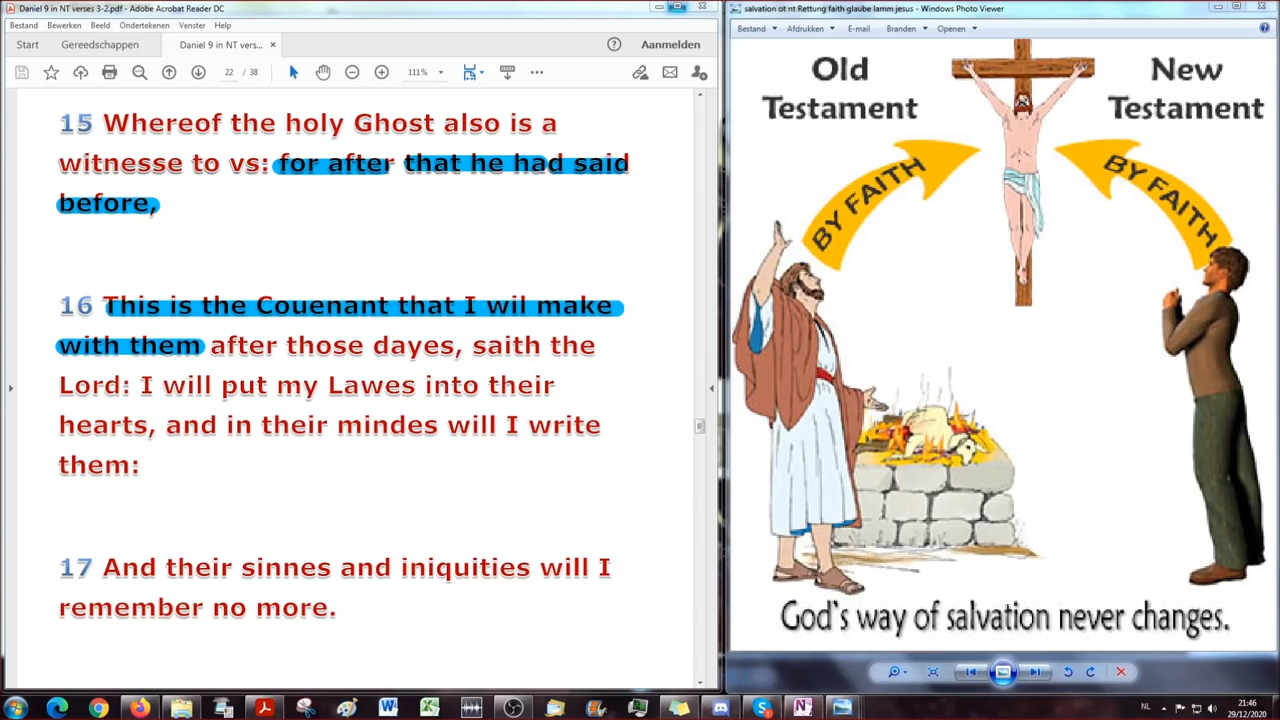 Daniel 9 in NT verses 3-2.pdf - Adobe Acrobat Reader DC
Bestand Bewerken Beeld Ondertekenen Venster Help
Start Gereedschappen Daniel 9 in NT vers... × Aanmelden
22 / 38 111%
15 Whereof the holy Ghost also is a
witnesse to vs: for after that he had said
before,
16 This is the Couenant that I wil make
with them after those dayes, saith the
Lord: I will put my Lawes into their
hearts, and in their mindes will I write
them:
17 And their sinnes and iniquities will I
remember no more.
salvation ot nt Rettung faith glaube lamm jesus - Windows Photo Viewer
Bestand Afdrukken E-mail Branden Openen
Old
Testament
New
Testament
BY FAITH
BY FAITH
God's way of salvation never changes.
NL
21:46
29/12/2020